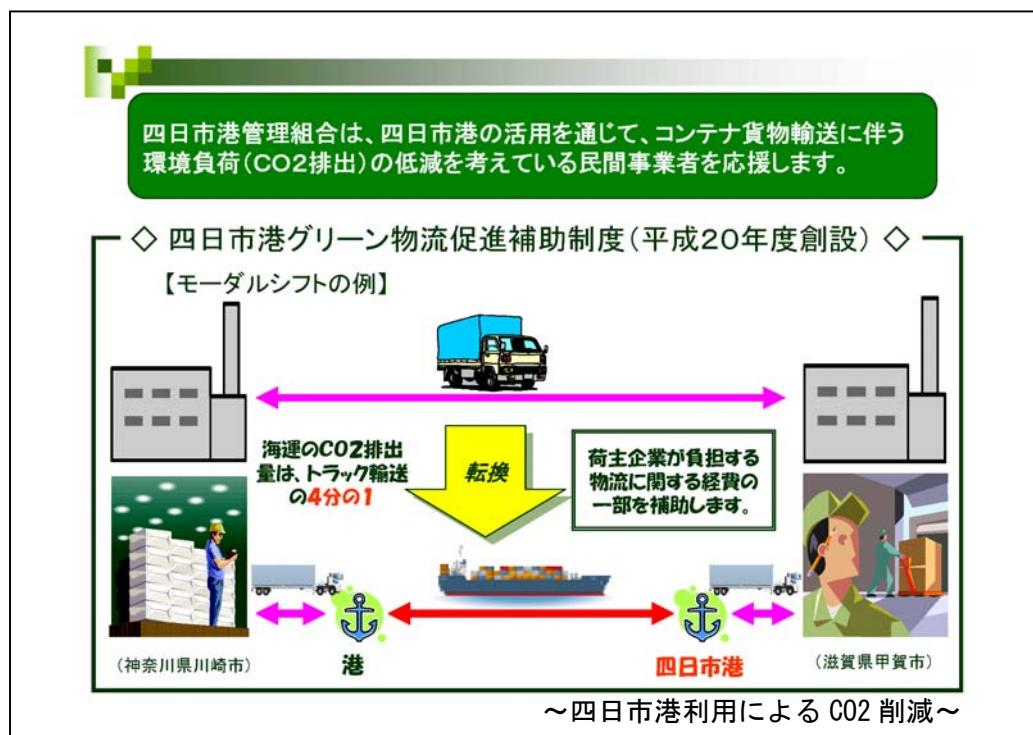 四日市港管理組合は、四日市港の活用を通じて、コンテナ貨物輸送に伴う
環境負荷(CO2排出)の低減を考えている民間事業者を応援します。
◇ 四日市港グリーン物流促進補助制度(平成20年度創設) ◇
【モーダルシフトの例】
海運のCO2排出
量は、トラック輸送
の4分の1
転換
荷主企業が負担する
物流に関する経費の
一部を補助します。
(神奈川県川崎市)
港
四日市港
(滋賀県甲賀市)
~四日市港利用による CO2 削減~